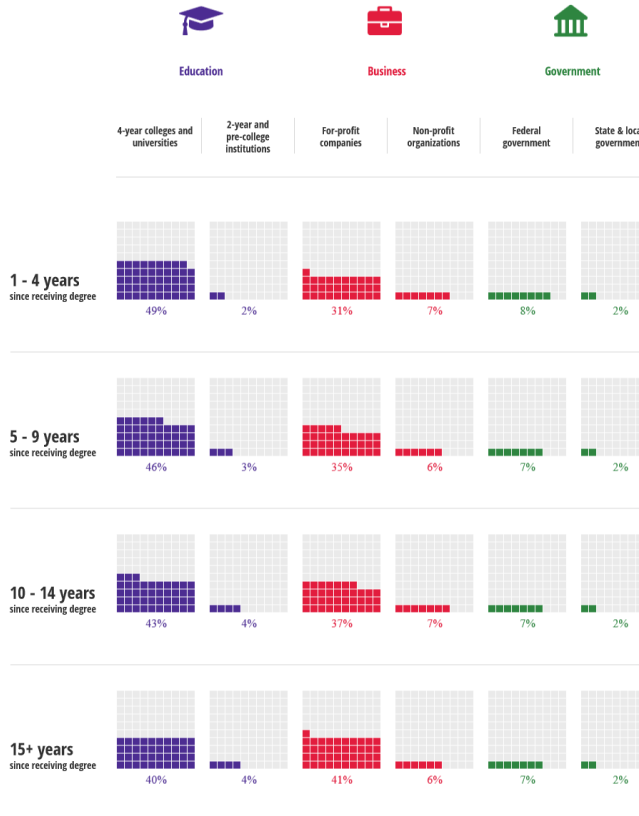 Education
Business
Government
4-year colleges and
universities
2-year and
pre-college
institutions
For-profit
companies
Non-profit
organizations
Federal
government
State & loca
governmen
1 - 4 years
since receiving degree
49%
2%
31%
7%
8%
2%
5 - 9 years
since receiving degree
46%
3%
35%
6%
7%
2%
10 - 14 years
since receiving degree
43%
4%
37%
7%
7%
2%
15+ years
since receiving degree
40%
4%
41%
6%
7%
2%